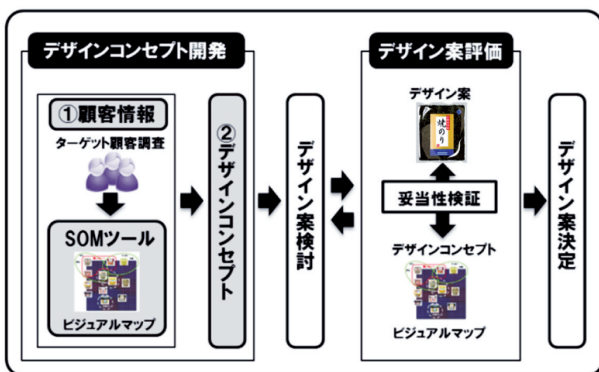 デザインコンセプト開発
①顧客情報
ターゲット顧客調査
SOMツール
ビジュアルマップ
②デザインコンセプト
デザイン案検討
デザイン案評価
デザイン案
焼のり
妥当性検証
デザインコンセプト
ビジュアルマップ
デザイン案決定